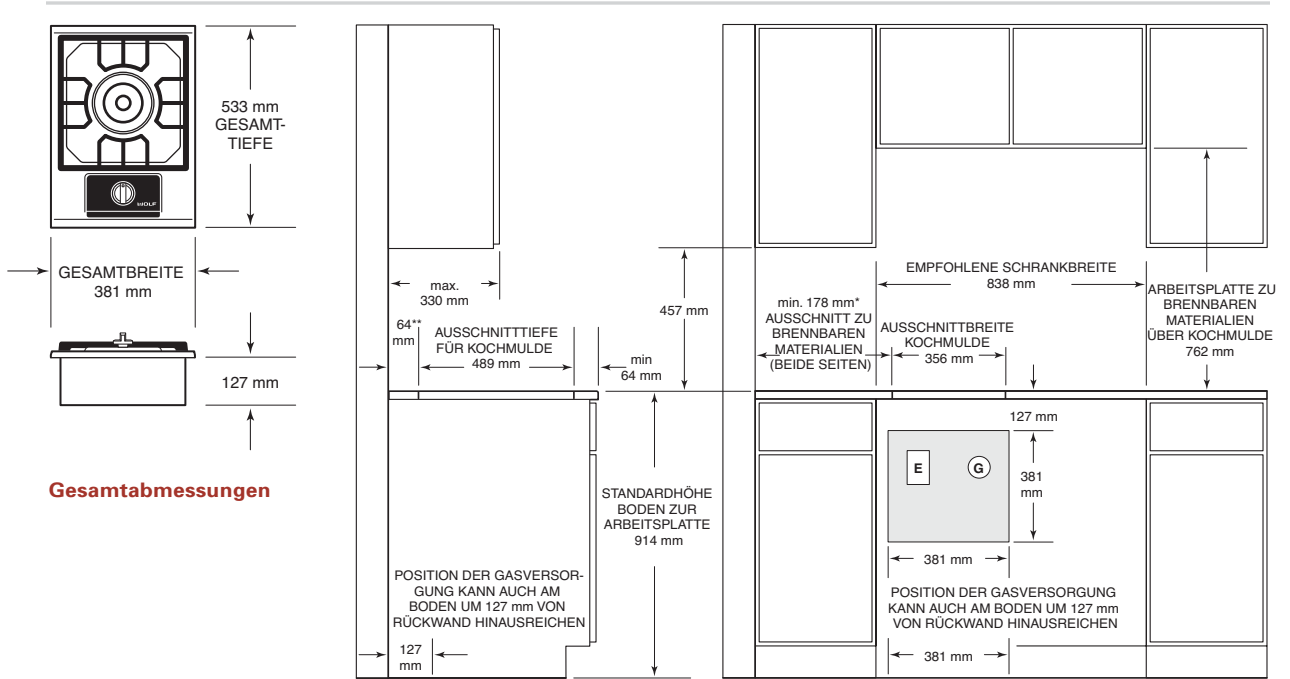 WOLF
533 mm
GESAMT-
TIEFE
GESAMTBREITE
381 mm
127 mm
Gesamtabmessungen
max.
330 mm
64**
mm
AUSSCHNITTTIEFE
FÜR KOCHMULDE
489 mm
min
64 mm
457 mm
STANDARDHÖHE
BODEN ZUR
ARBEITSPLATTE
914 mm
POSITION DER GASVERSOR-
GUNG KANN AUCH AM
BODEN UM 127 mm VON
RÜCKWAND HINAUSREICHEN
127
mm
EMPFOHLENE SCHRANKBREITE
838 mm
min. 178 mm*
AUSSCHNITT ZU
BRENNBAREN
MATERIALIEN
(BEIDE SEITEN)
AUSSCHNITTBREITE
KOCHMULDE
356 mm
ARBEITSPLATTE ZU
BRENNBAREN
MATERIALIEN
ÜBER KOCHMULDE
762 mm
127 mm
E
G
381
mm
381 mm
POSITION DER GASVERSORGUNG
KANN AUCH AM BODEN UM 127 mm
VON RÜCKWAND HINAUSREICHEN
381 mm